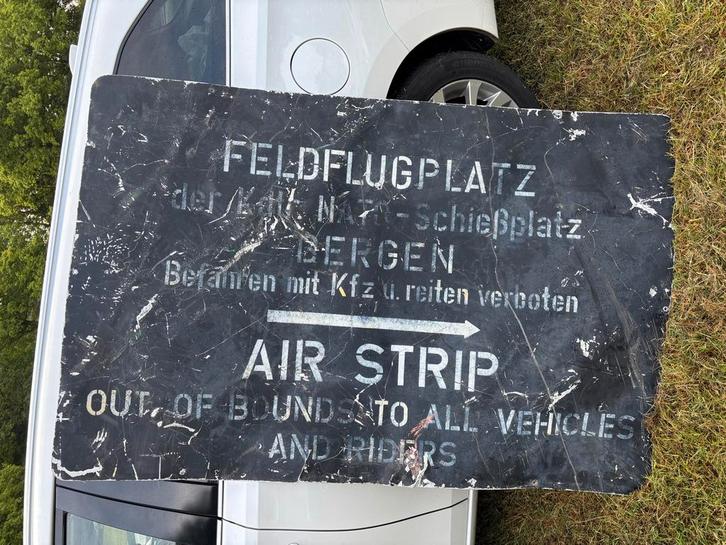 FELDFLUGPLATZ
der NATO-Schießplatz
BERGEN
Befahren mit Kfz u. reiten verboten
AIR STRIP
OUT OF BOUNDS TO ALL VEHICLES
AND RIDERS